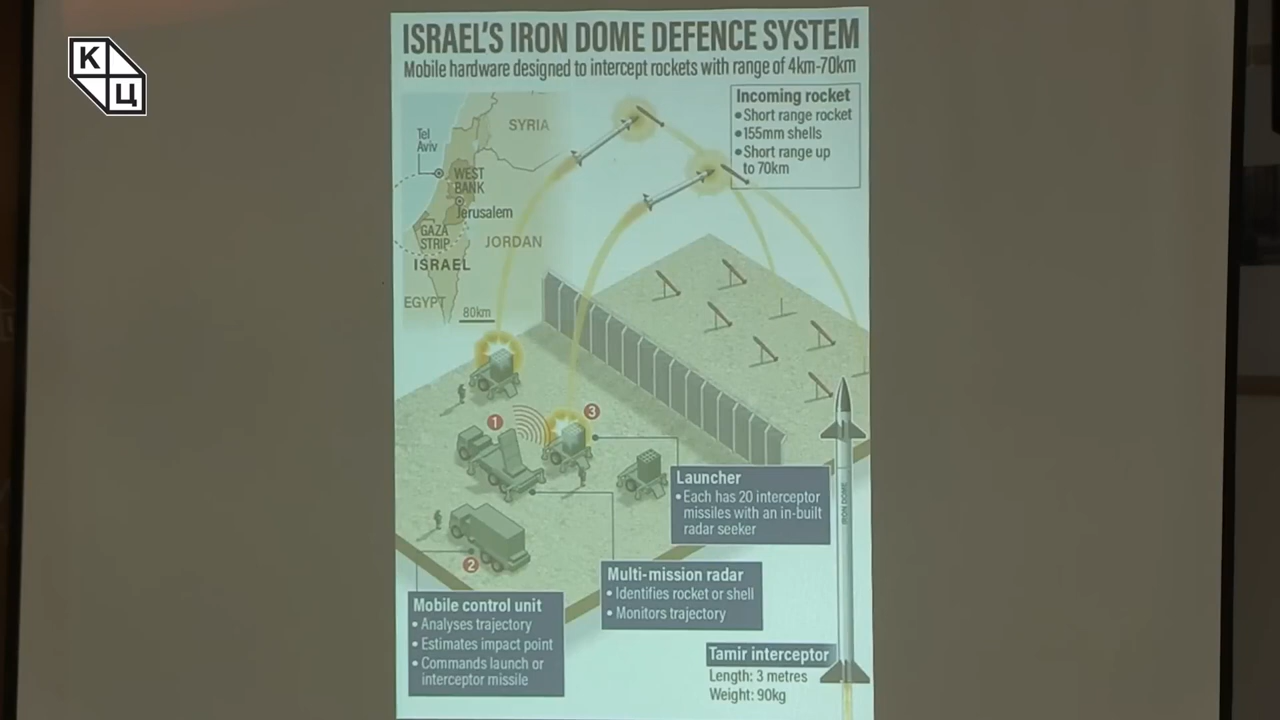 К
Ц
ISRAEL'S IRON DOME DEFENCE SYSTEM
Mobile hardware designed to intercept rockets with range of 4km-70km
Incoming rocket
• Short range rocket
• 155mm shells
• Short range up
to 70km
SYRIA
Tel
Aviv
WEST
BANK
Jerusalem
GAZA
STRIP
JORDAN
ISRAEL
EGYPT
80km
1
3
2
Launcher
• Each has 20 interceptor
missiles with an in-built
radar seeker
IRON DOME
Multi-mission radar
• Identifies rocket or shell
• Monitors trajectory
Mobile control unit
• Analyses trajectory
• Estimates impact point
• Commands launch or
interceptor missile
Tamir interceptor
Length: 3 metres
Weight: 90kg